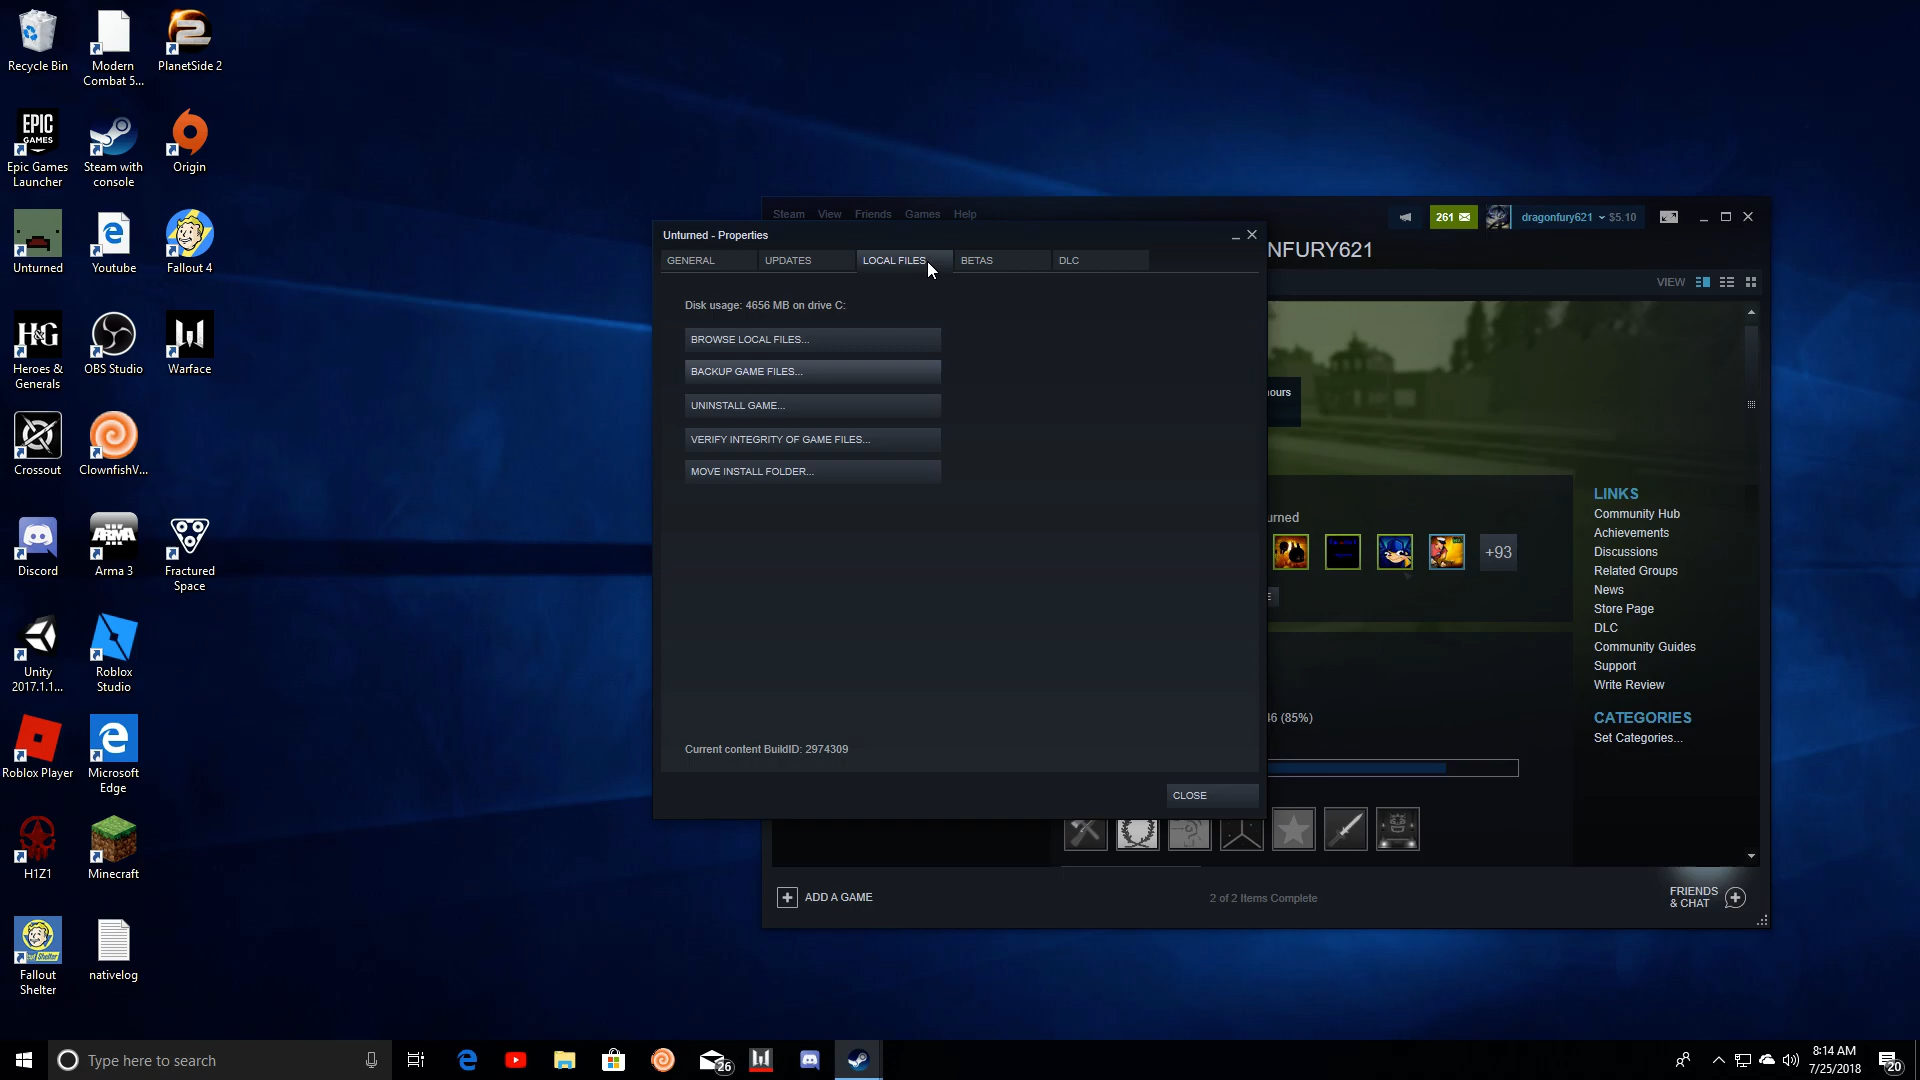 Recycle Bin
Modern
Combat 5...
PlanetSide 2
EPIC
GAMES
Epic Games
Launcher
Steam with
console
Origin
Unturned
Youtube
Fallout 4
H&G
Heroes &
Generals
OBS Studio
Warface
Crossout
ClownfishV...
Discord
ARMA
Arma 3
Fractured
Space
Unity
2017.1.1...
Roblox
Studio
Roblox Player
Microsoft
Edge
H1Z1
Minecraft
Fallout
Shelter
nativelog
Steam View Friends Games Help
261
dragonfury621 $5.10
NFURY621
VIEW
Unturned - Properties
GENERAL UPDATES LOCAL FILES BETAS DLC
Disk usage: 4656 MB on drive C:
BROWSE LOCAL FILES...
BACKUP GAME FILES...
UNINSTALL GAME...
VERIFY INTEGRITY OF GAME FILES...
MOVE INSTALL FOLDER...
Current content BuildID: 2974309
CLOSE
hours
urned
+93
E
46 (85%)
LINKS
Community Hub
Achievements
Discussions
Related Groups
News
Store Page
DLC
Community Guides
Support
Write Review
CATEGORIES
Set Categories...
ADD A GAME
2 of 2 Items Complete
FRIENDS
& CHAT
Type here to search
26
8:14 AM
7/25/2018
20